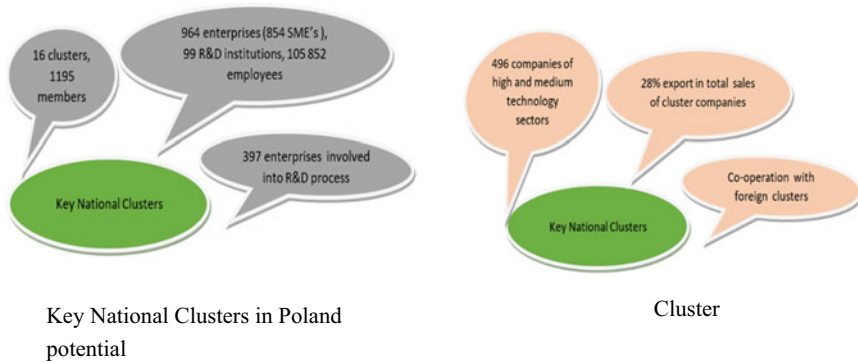 16 clusters,
1195
members
964 enterprises (854 SME's ),
99 R&D institutions, 105 852
employees
397 enterprises involved
into R&D process
Key National Clusters
Key National Clusters in Poland
potential
496 companies of
high and medium
technology
sectors
28% export in total sales
of cluster companies
Co-operation with
foreign clusters
Key National Clusters
Cluster